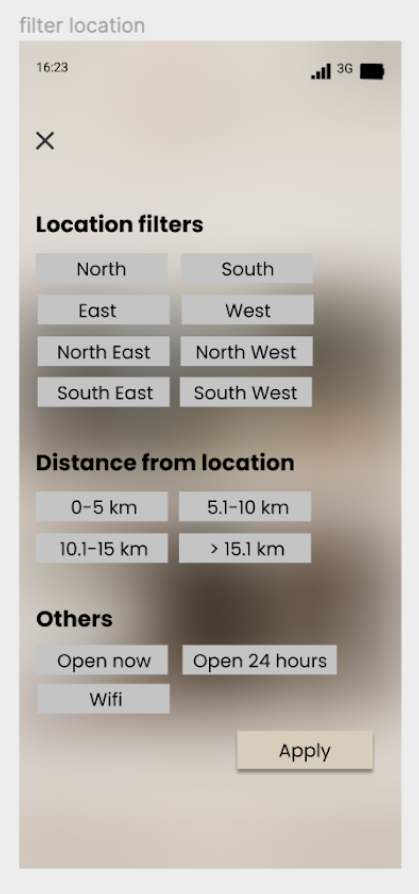 filter location
16:23 3G
Location filters
North South
East West
North East North West
South East South West
Distance from location
0-5 km 5.1-10 km
10.1-15 km > 15.1 km
Others
Open now Open 24 hours
Wifi
Apply